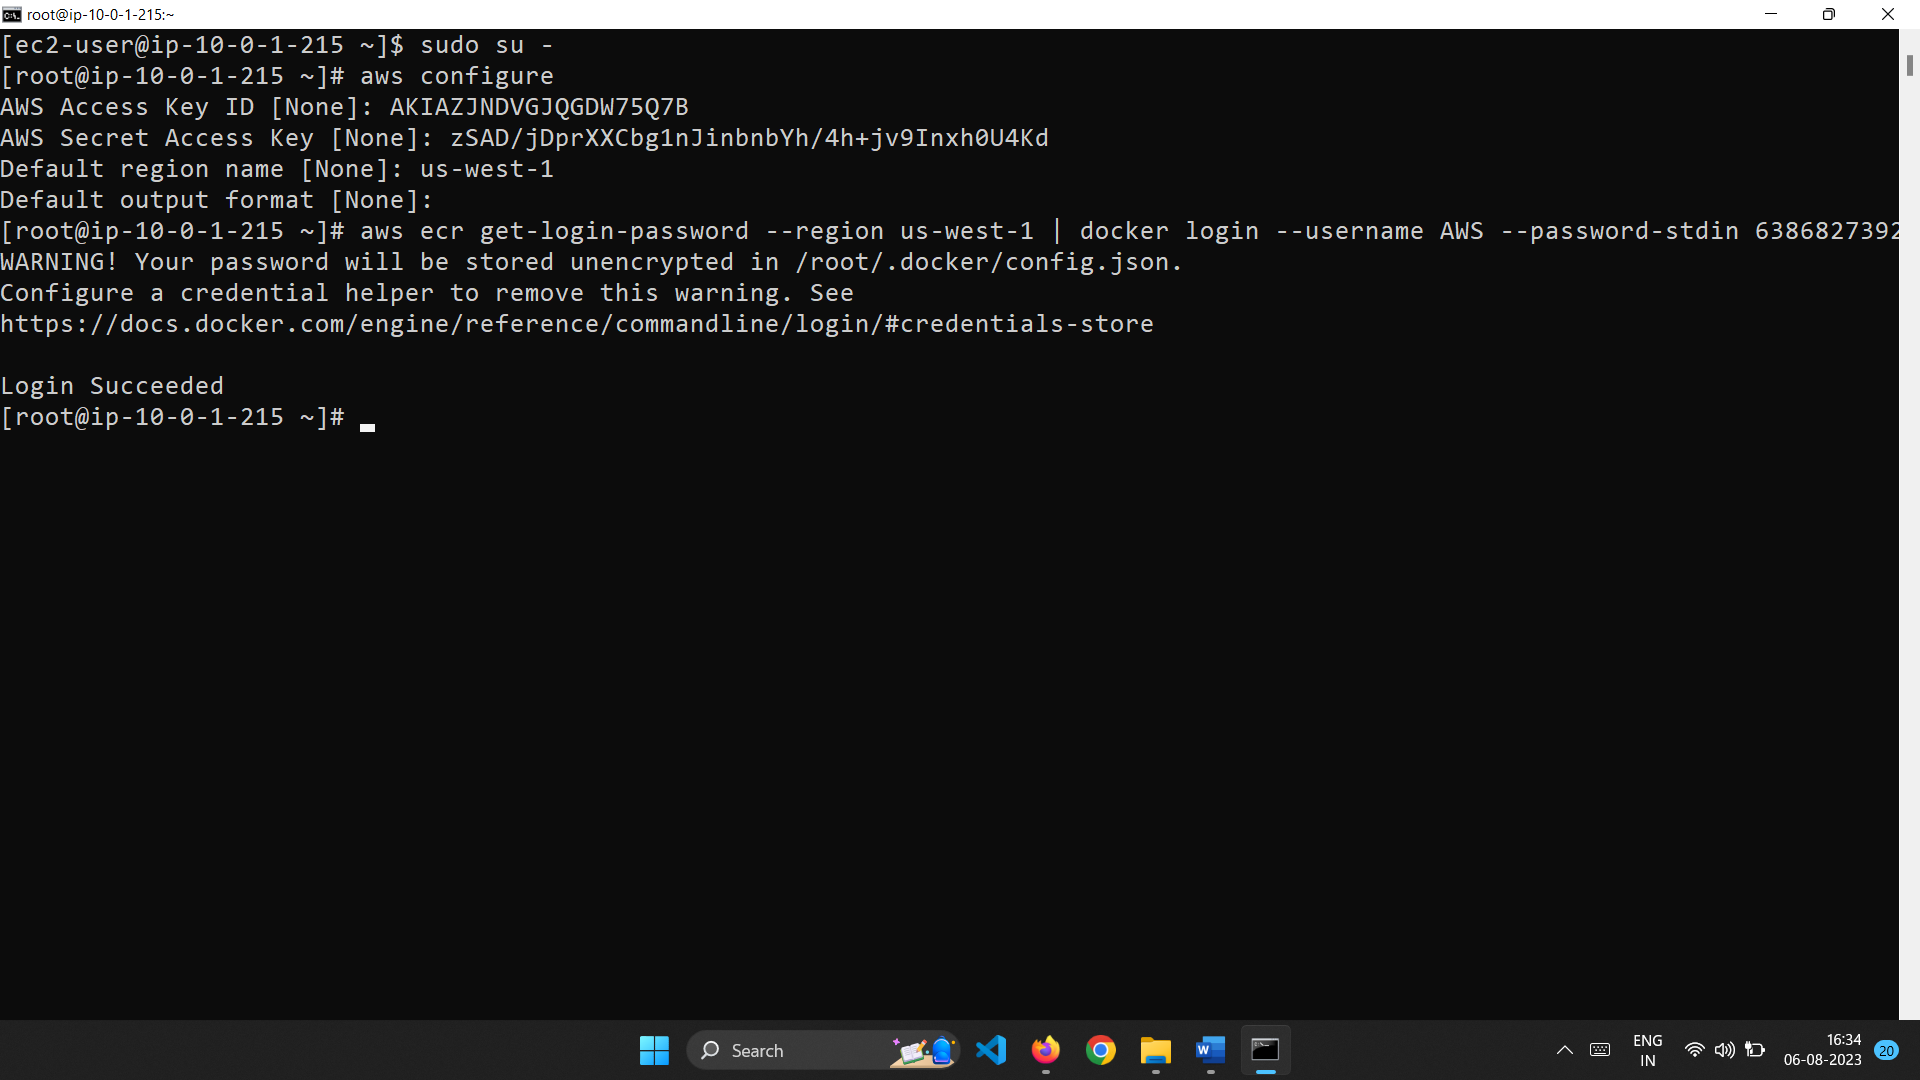 root@ip-10-0-1-215:~
[ec2-user@ip-10-0-1-215 ~]$ sudo su -
[root@ip-10-0-1-215 ~]# aws configure
AWS Access Key ID [None]: AKIAZJNDVGJQGDW75Q7B
AWS Secret Access Key [None]: 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
Default region name [None]: us-west-1
Default output format [None]:
[root@ip-10-0-1-215 ~]# aws ecr get-login-password --region us-west-1 | docker login --username AWS --password-stdin 6386827392
WARNING! Your password will be stored unencrypted in /root/.docker/config.json.
Configure a credential helper to remove this warning. See
https://docs.docker.com/engine/reference/commandline/login/#credentials-store
Login Succeeded
[root@ip-10-0-1-215 ~]#
Search
ENG
IN
16:34
06-08-2023
20